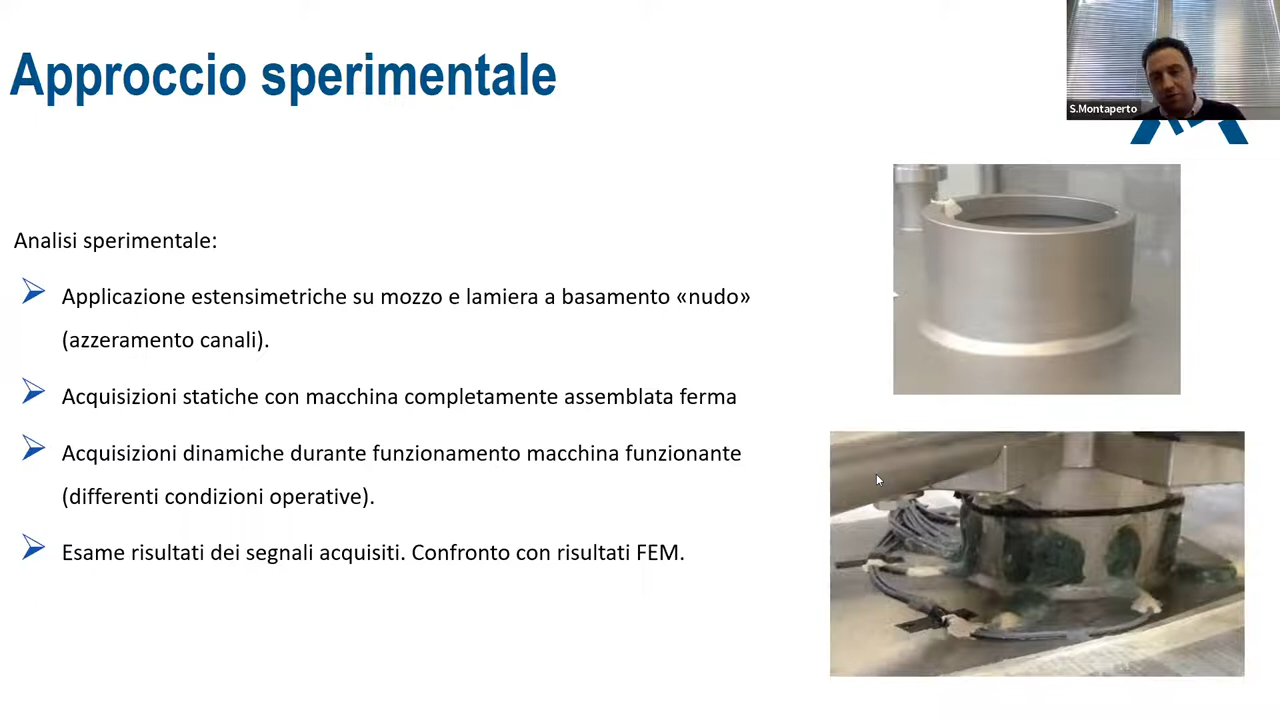 Approccio sperimentale
S.Montaperto
Analisi sperimentale:
Applicazione estensimetriche su mozzo e lamiera a basamento «nudo»
(azzeramento canali).
Acquisizioni statiche con macchina completamente assemblata ferma
Acquisizioni dinamiche durante funzionamento macchina funzionante
(differenti condizioni operative).
Esame risultati dei segnali acquisiti. Confronto con risultati FEM.